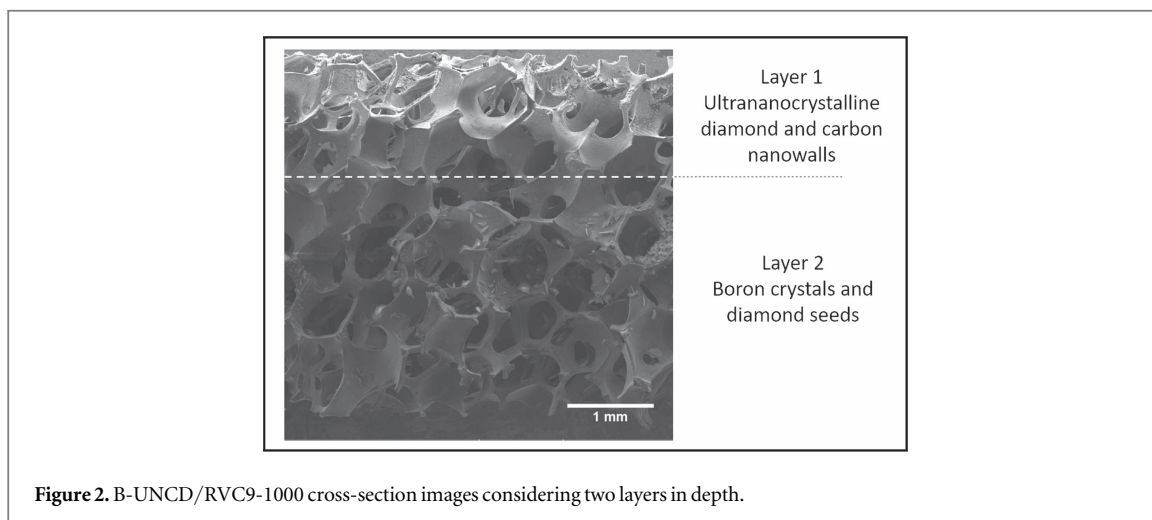 Layer 1
Ultrananocrystalline
diamond and carbon
nanowalls
Layer 2
Boron crystals and
diamond seeds
1 mm
Figure 2. B-UNCD/RVC9-1000 cross-section images considering two layers in depth.